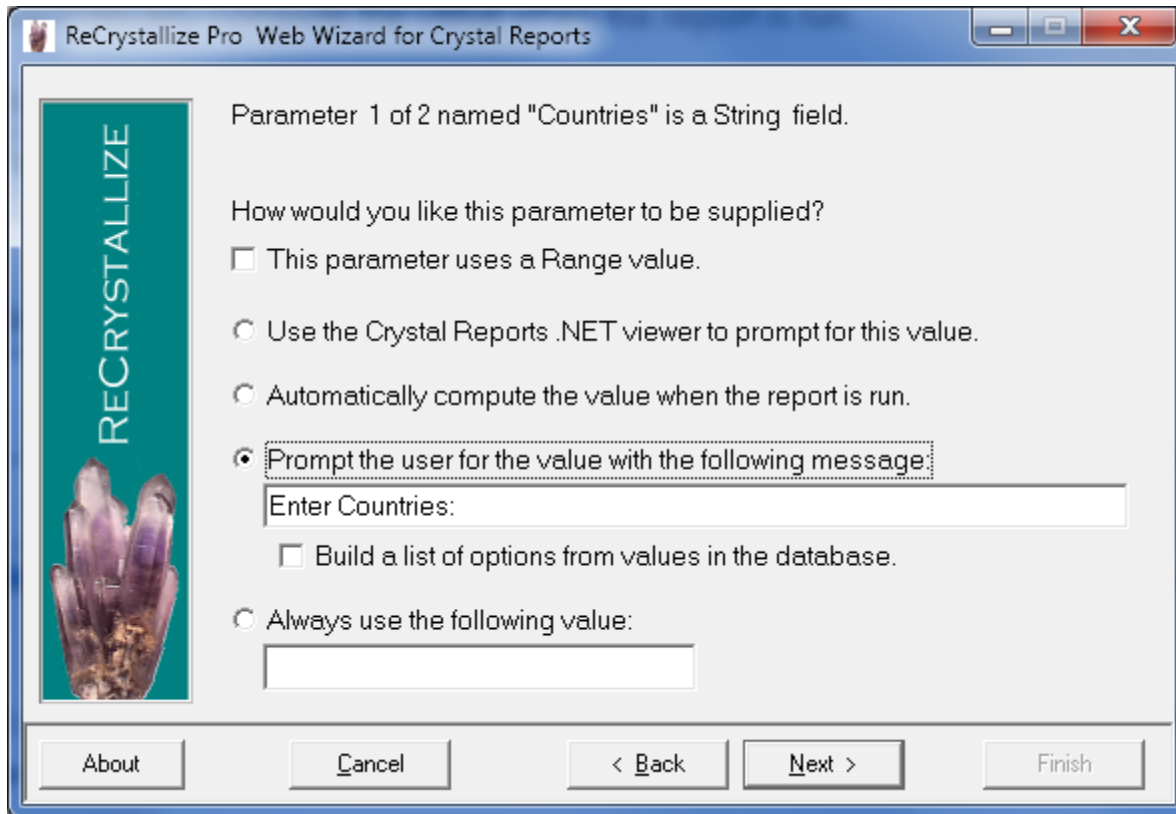 ReCrystallize Pro Web Wizard for Crystal Reports
RECRYSTALLIZE
Parameter 1 of 2 named "Countries" is a String field.
How would you like this parameter to be supplied?
This parameter uses a Range value.
Use the Crystal Reports .NET viewer to prompt for this value.
Automatically compute the value when the report is run.
Prompt the user for the value with the following message:
Enter Countries:
Build a list of options from values in the database.
Always use the following value:
About
Cancel
< Back
Next >
Finish